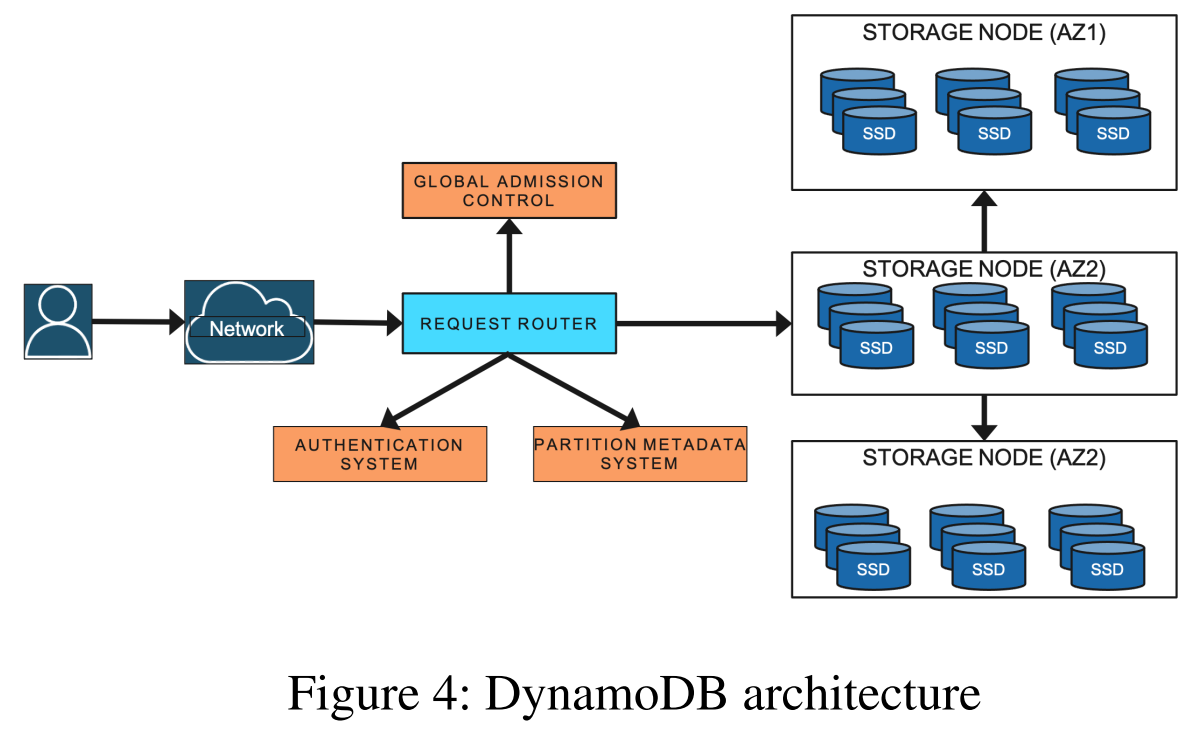 STORAGE NODE (AZ1)
SSD
SSD
SSD
GLOBAL ADMISSION
CONTROL
Network
REQUEST ROUTER
STORAGE NODE (AZ2)
SSD
SSD
SSD
AUTHENTICATION
SYSTEM
PARTITION METADATA
SYSTEM
STORAGE NODE (AZ2)
SSD
SSD
SSD
Figure 4: DynamoDB architecture